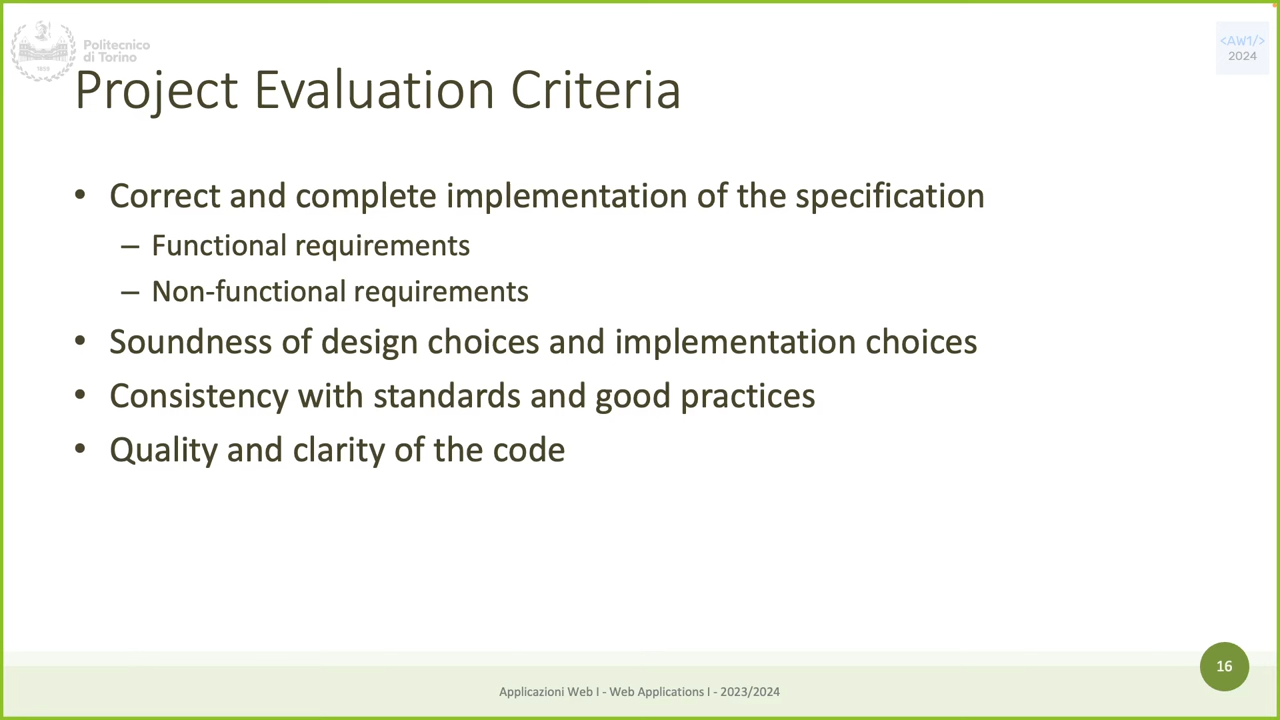 Politecnico
di Torino
1859
<AW1/>
2024
Project Evaluation Criteria
• Correct and complete implementation of the specification
– Functional requirements
– Non-functional requirements
• Soundness of design choices and implementation choices
• Consistency with standards and good practices
• Quality and clarity of the code
16
Applicazioni Web I - Web Applications I - 2023/2024